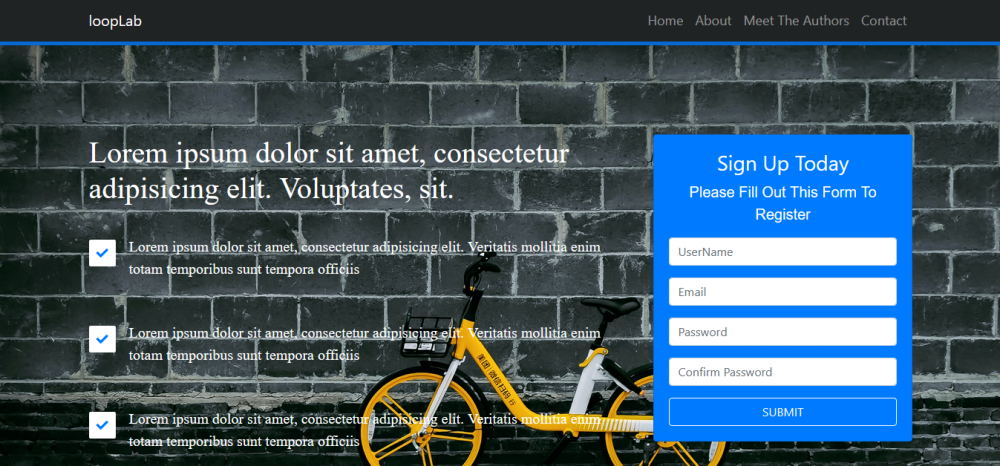 loopLab
Home About Meet The Authors Contact
Lorem ipsum dolor sit amet, consectetur
adipisicing elit. Voluptates, sit.
Lorem ipsum dolor sit amet, consectetur adipisicing elit. Veritatis mollitia enim
totam temporibus sunt tempora officiis
Lorem ipsum dolor sit amet, consectetur adipisicing elit. Veritatis mollitia enim
totam temporibus sunt tempora officiis
Lorem ipsum dolor sit amet, consectetur adipisicing elit. Veritatis mollitia enim
totam temporibus sunt tempora officiis
Sign Up Today
Please Fill Out This Form To
Register
UserName
Email
Password
Confirm Password
SUBMIT